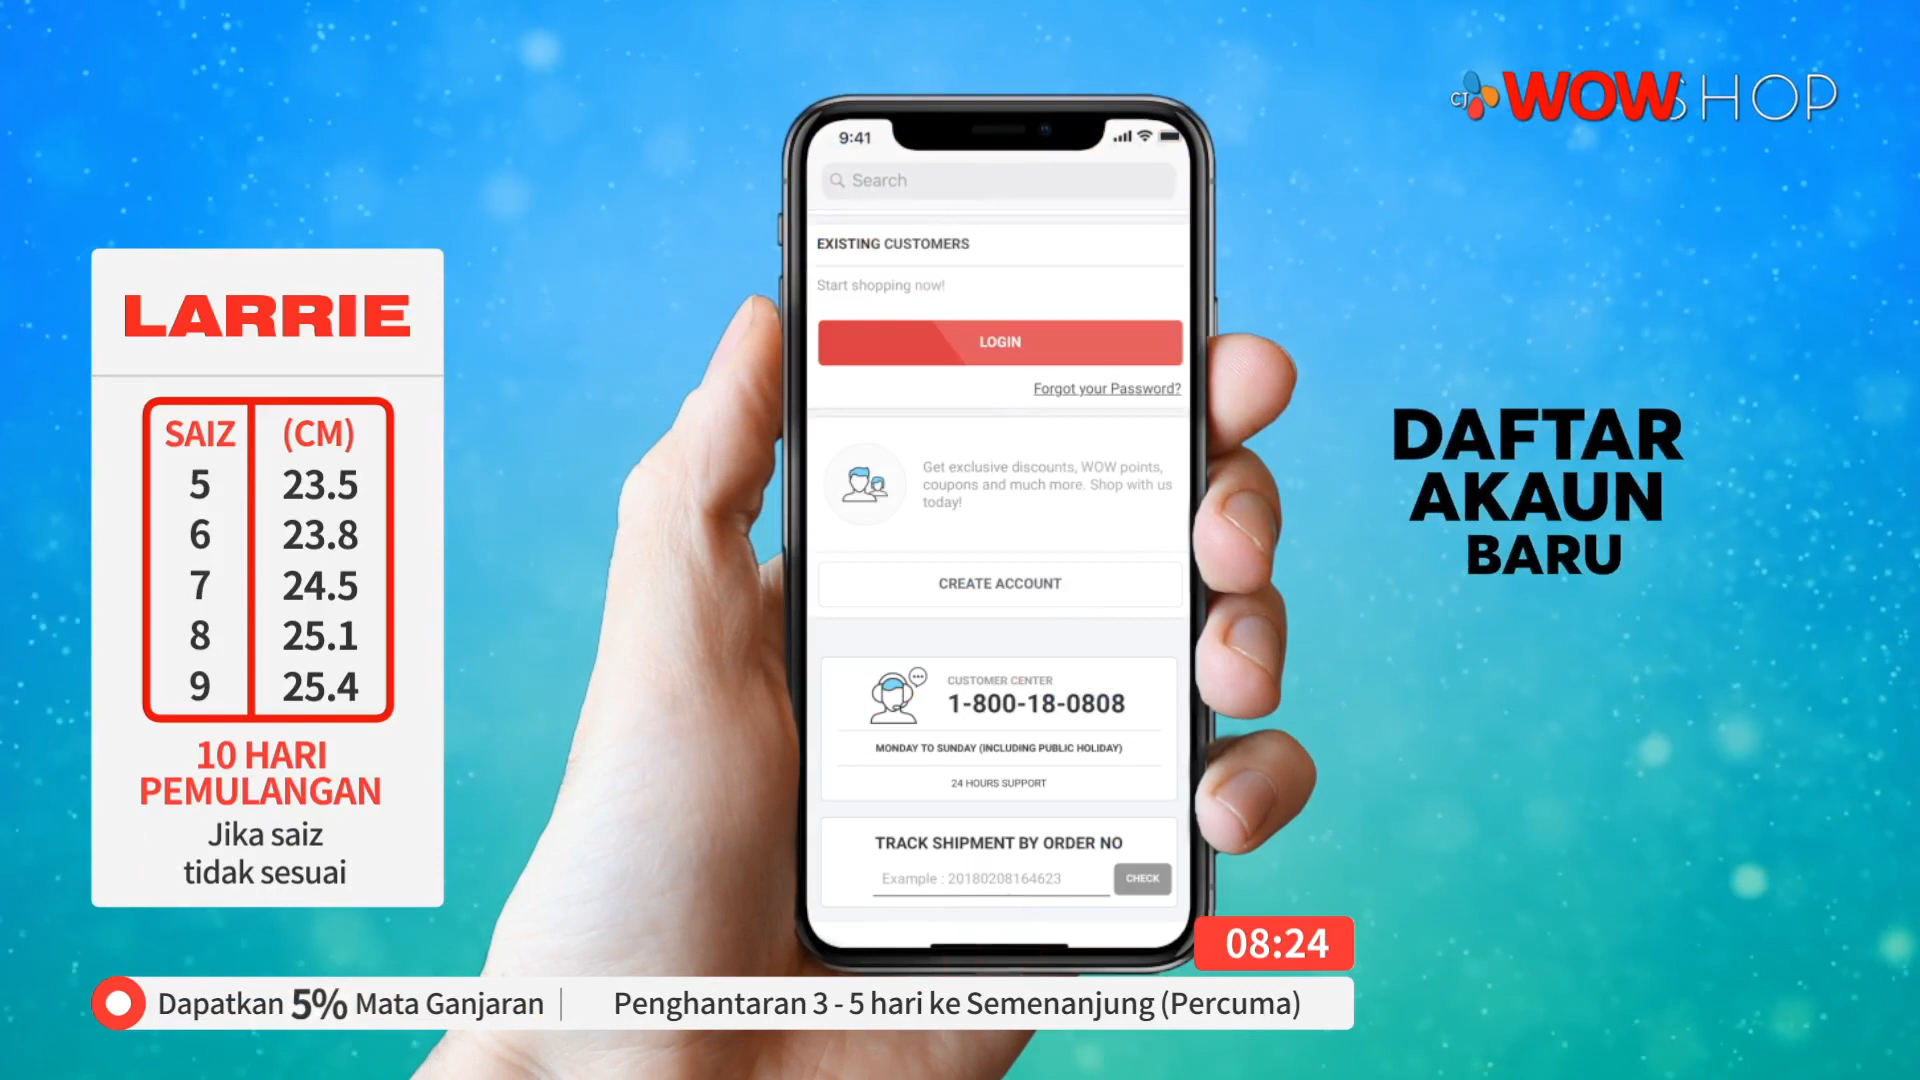 CJ WOWSHOP
LARRIE
SAIZ (CM)
5 23.5
6 23.8
7 24.5
8 25.1
9 25.4
10 HARI
PEMULANGAN
Jika saiz
tidak sesuai
9:41
Search
EXISTING CUSTOMERS
Start shopping now!
LOGIN
Forgot your Password?
Get exclusive discounts, WOW points,
coupons and much more. Shop with us
today!
CREATE ACCOUNT
CUSTOMER CENTER
1-800-18-0808
MONDAY TO SUNDAY (INCLUDING PUBLIC HOLIDAY)
24 HOURS SUPPORT
TRACK SHIPMENT BY ORDER NO
Example : 20180208164623 CHECK
DAFTAR
AKAUN
BARU
08:24
Dapatkan 5% Mata Ganjaran | Penghantaran 3 - 5 hari ke Semenanjung (Percuma)